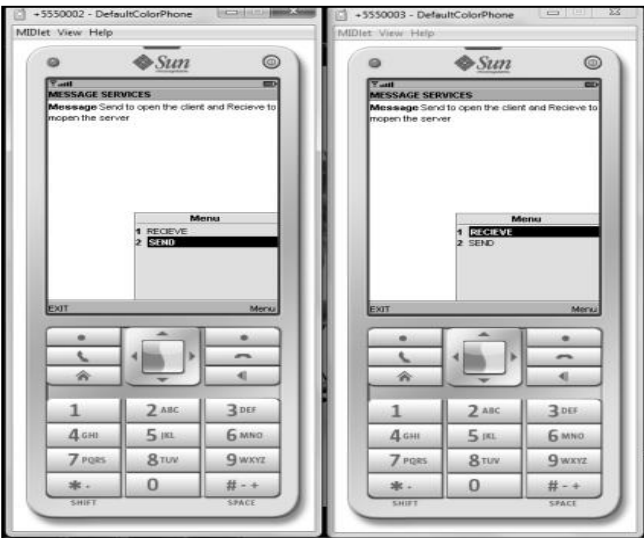 +5550002 - DefaultColorPhone
MIDlet View Help
Sun
MESSAGE SERVICES
Message Send to open the client and Recieve to
mopen the server
Menu
1 RECIEVE
2 SEND
EXIT Menu
1 2 ABC 3 DEF
4 GHI 5 JKL 6 MNO
7 PQRS 8 TUV 9 WXYZ
* . 0 # - +
SHIFT SPACE
+5550003 - DefaultColorPhone
MIDlet View Help
Sun
MESSAGE SERVICES
Message Send to open the client and Recieve to
mopen the server
Menu
1 RECIEVE
2 SEND
EXIT Menu
1 2 ABC 3 DEF
4 GHI 5 JKL 6 MNO
7 PQRS 8 TUV 9 WXYZ
* . 0 # - +
SHIFT SPACE